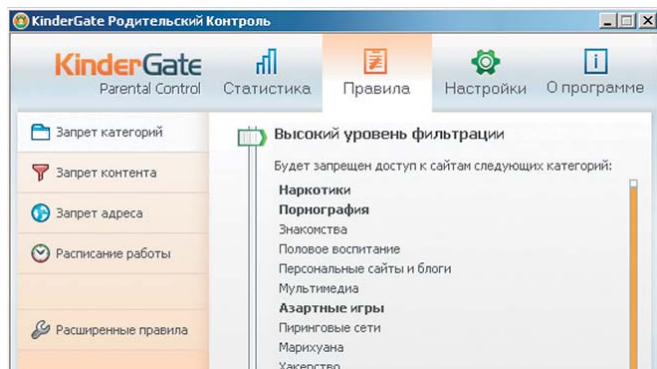 KinderGate Родительский Контроль
KinderGate
Parental Control
Статистика
Правила
Настройки
О программе
Запрет категорий
Запрет контента
Запрет адреса
Расписание работы
Расширенные правила
Высокий уровень фильтрации
Будет запрещен доступ к сайтам следующих категорий:
Наркотики
Порнография
Знакомства
Половое воспитание
Персональные сайты и блоги
Мультимедиа
Азартные игры
Пиринговые сети
Марихуана
Хакерство